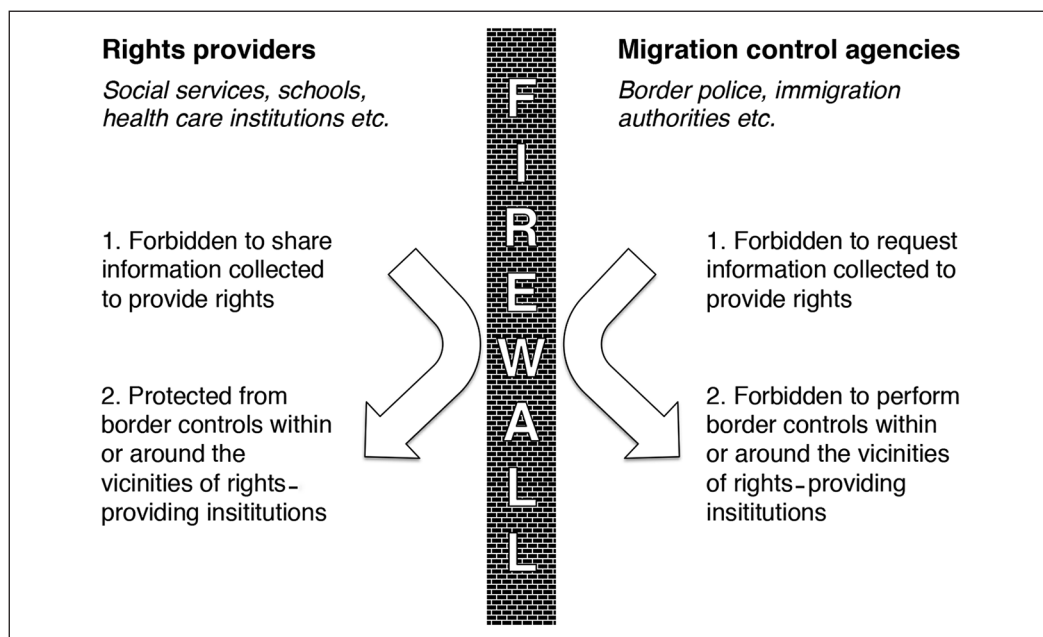 Rights providers
Social services, schools,
health care institutions etc.
1. Forbidden to share
information collected
to provide rights
2. Protected from
border controls within
or around the
vicinities of rights-
providing insititutions
FIREWALL
Migration control agencies
Border police, immigration
authorities etc.
1. Forbidden to request
information collected to
provide rights
2. Forbidden to perform
border controls within
or around the vicinities
of rights-providing
insititutions